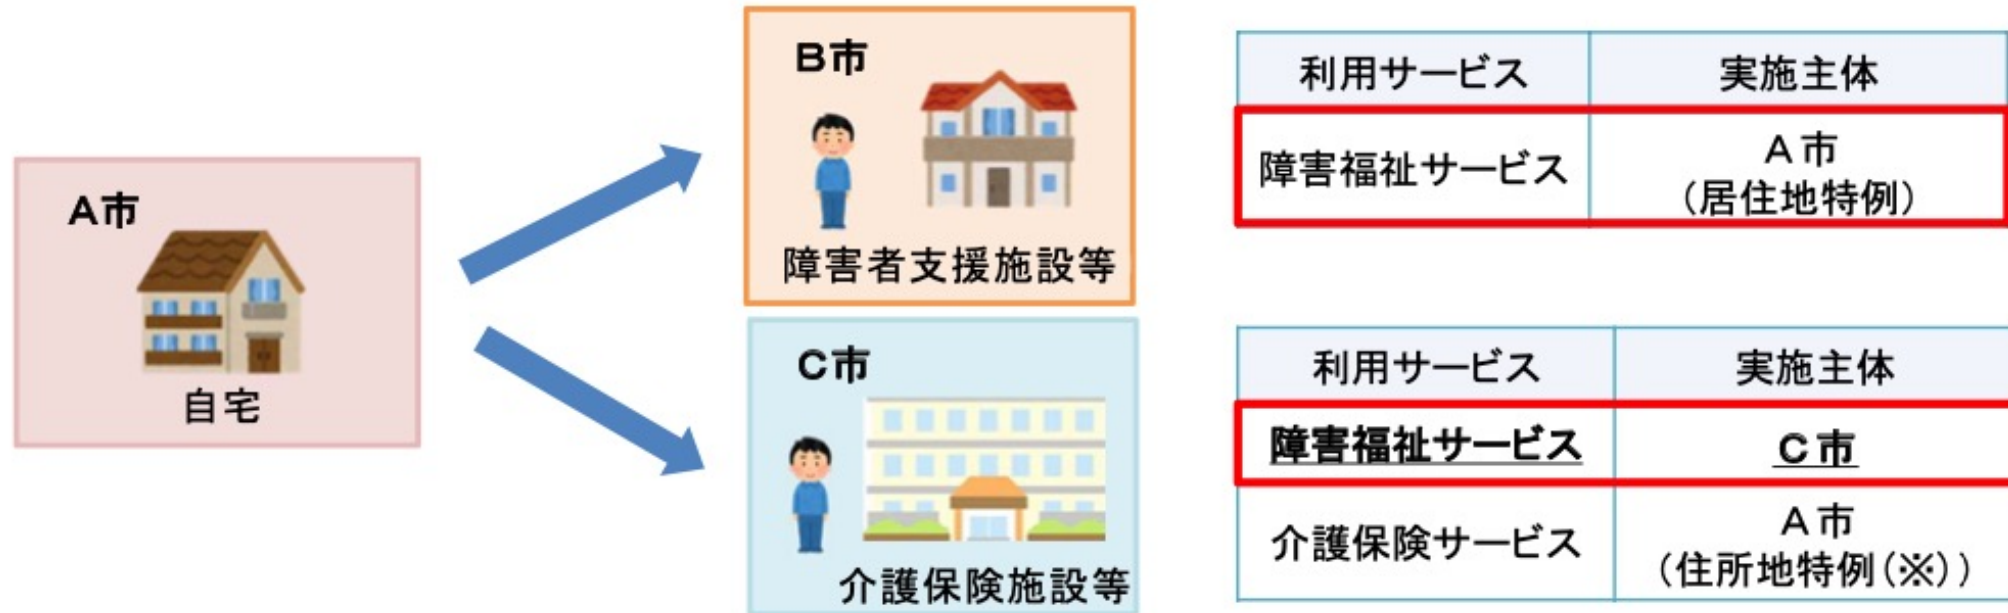 A市
自宅
B市
障害者支援施設等
利用サービス 実施主体
障害福祉サービス A市
(居住地特例)
C市
介護保険施設等
利用サービス 実施主体
障害福祉サービス C市
介護保険サービス A市
(住所地特例(※))